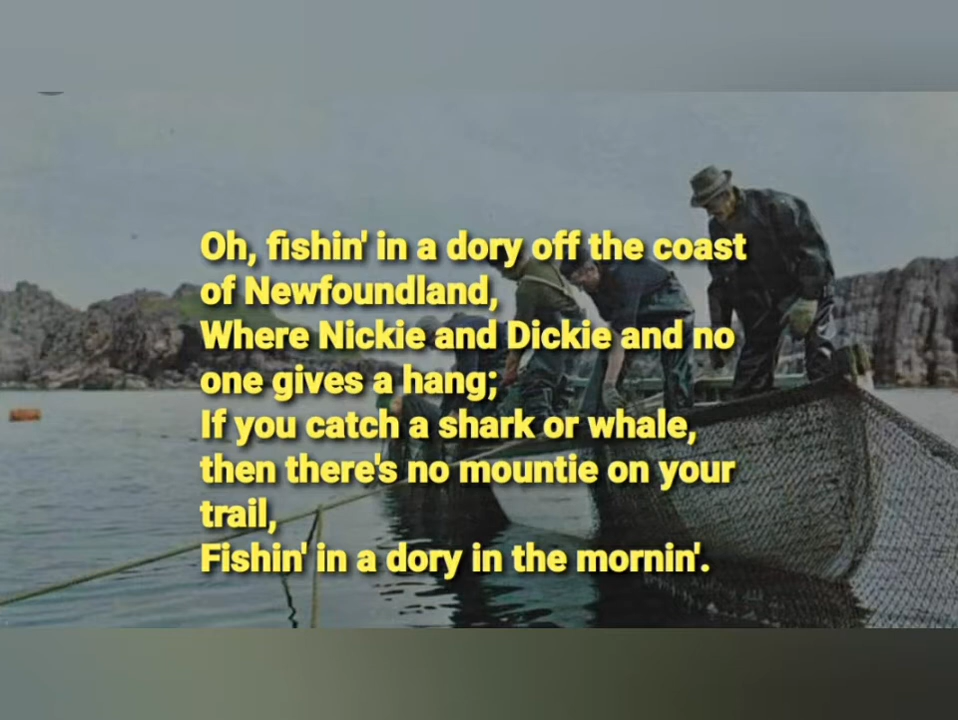 Oh, fishin' in a dory off the coast
of Newfoundland,
Where Nickie and Dickie and no
one gives a hang;
If you catch a shark or whale,
then there's no mountie on your
trail,
Fishin' in a dory in the mornin'.